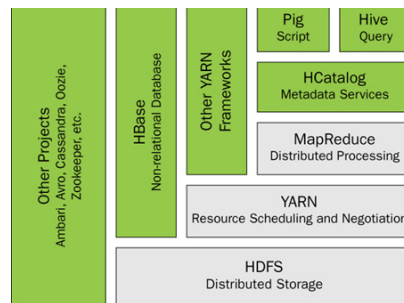 Pig
Script
Hive
Query
HCatalog
Metadata Services
MapReduce
Distributed Processing
YARN
Resource Scheduling and Negotiation
HDFS
Distributed Storage
Other YARN
Frameworks
HBase
Non-relational Database
Other Projects
Ambari, Avro, Cassandra, Oozie,
Zookeeper, etc.